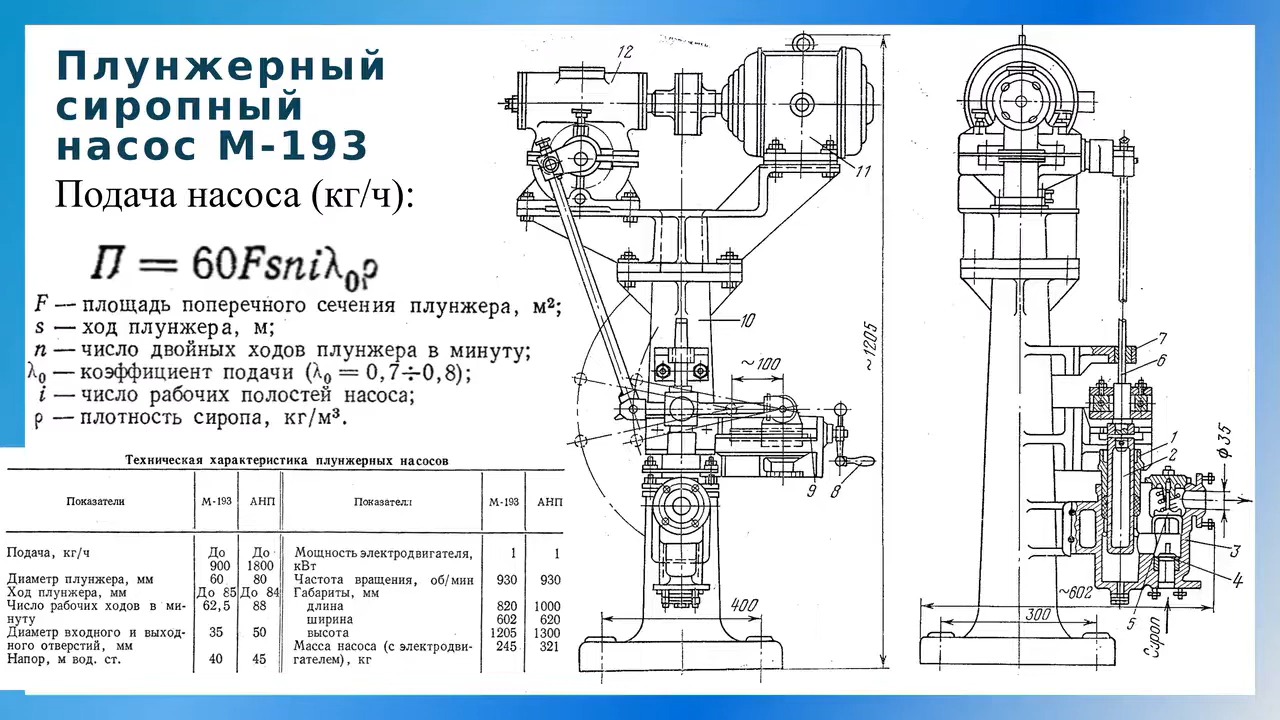 Плунжерный
сиропный
насос М-193
Подача насоса (кг/ч):
П = 60Fsniλ₀ρ
F — площадь поперечного сечения плунжера, м²;
s — ход плунжера, м;
n — число двойных ходов плунжера в минуту;
λ₀ — коэффициент подачи (λ₀ = 0,7÷0,8);
i — число рабочих полостей насоса;
ρ — плотность сиропа, кг/м³.
Техническая характеристика плунжерных насосов
Показатели М-193 АНП Показатели М-193 АНП
Подача, кг/ч До До Мощность электродвигателя, 1 1
900 1800 кВт
Диаметр плунжера, мм 60 80 Частота вращения, об/мин 930 930
Ход плунжера, мм До 85 До 84 Габариты, мм
Число рабочих ходов в ми- 62,5 88 длина 820 1000
нуту ширина 602 620
Диаметр входного и выход- 35 50 высота 1205 1300
ного отверстий, мм Масса насоса (с электродви- 245 321
Напор, м вод. ст. 40 45 гателем), кг
12
11
10
~100
~1205
9
8
400
7
6
1
2
ϕ35
3
4
~602
300
5
Сироп